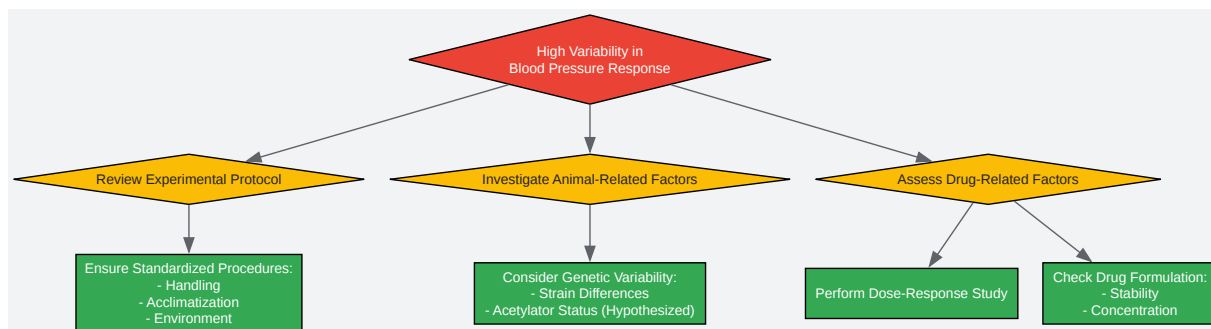 High Variability in
Blood Pressure Response
Review Experimental Protocol
Investigate Animal-Related Factors
Assess Drug-Related Factors
Ensure Standardized Procedures:
- Handling
- Acclimatization
- Environment
Consider Genetic Variability:
- Strain Differences
- Acetylator Status (Hypothesized)
Perform Dose-Response Study
Check Drug Formulation:
- Stability
- Concentration